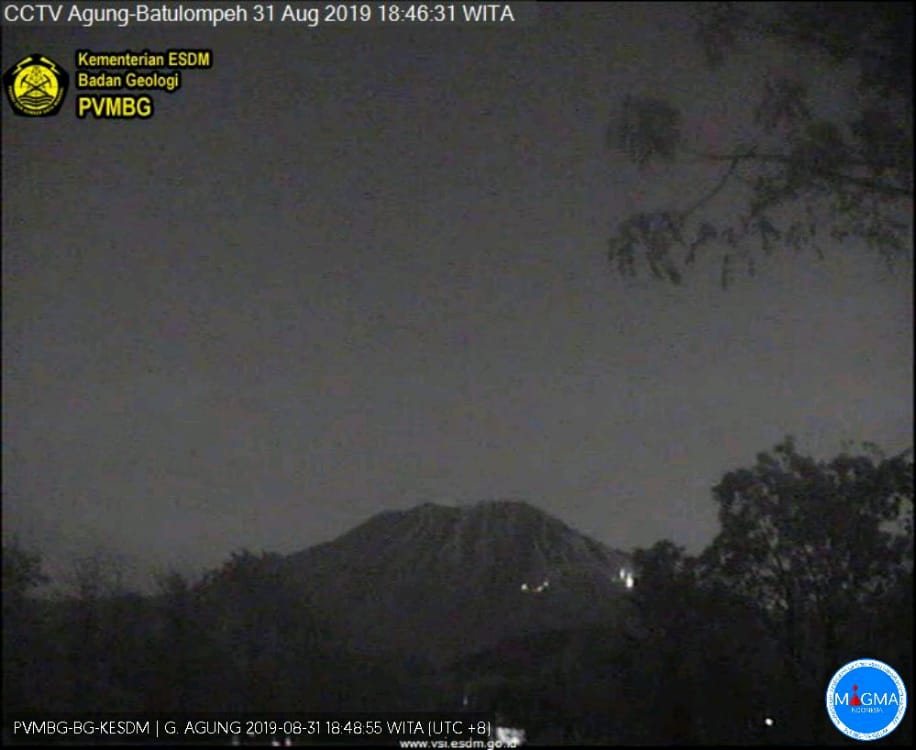 CCTV Agung-Batulompeh 31 Aug 2019 18:46:31 WITA
Kementerian ESDM
Badan Geologi
PVMBG
MAGMA
INDONESIA
PVMBG-BG-KESDM | G. AGUNG 2019-08-31 18:48:55 WITA (UTC +8)
www.vsi.esdm.go.id